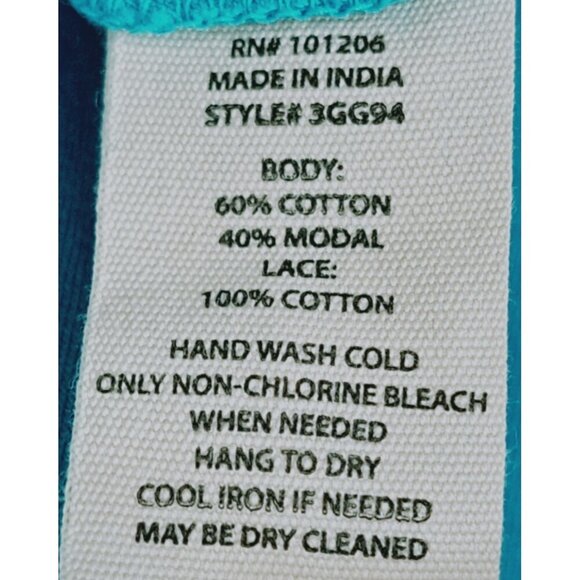 RN# 101206
MADE IN INDIA
STYLE# 3GG94
BODY:
60% COTTON
40% MODAL
LACE:
100% COTTON
HAND WASH COLD
ONLY NON-CHLORINE BLEACH
WHEN NEEDED
HANG TO DRY
COOL IRON IF NEEDED
MAY BE DRY CLEANED